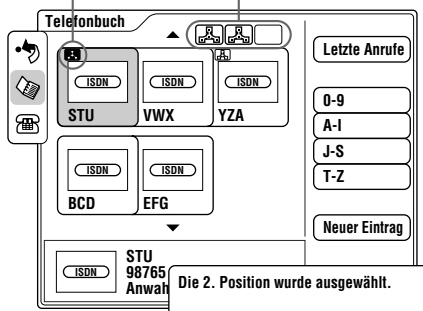 Telefonbuch
Letzte Anrufe
ISDN
ISDN
ISDN
STU
VWX
YZA
0-9
A-I
J-S
T-Z
ISDN
ISDN
BCD
EFG
Neuer Eintrag
ISDN
STU
98765
Anwah
Die 2. Position wurde ausgewählt.